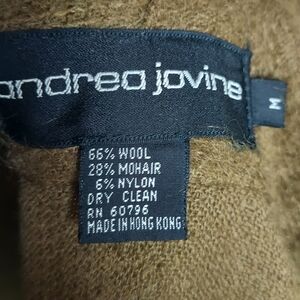 andrea jovine
M
66% WOOL
28% MOHAIR
6% NYLON
DRY CLEAN
RN 60796
MADE IN HONG KONG